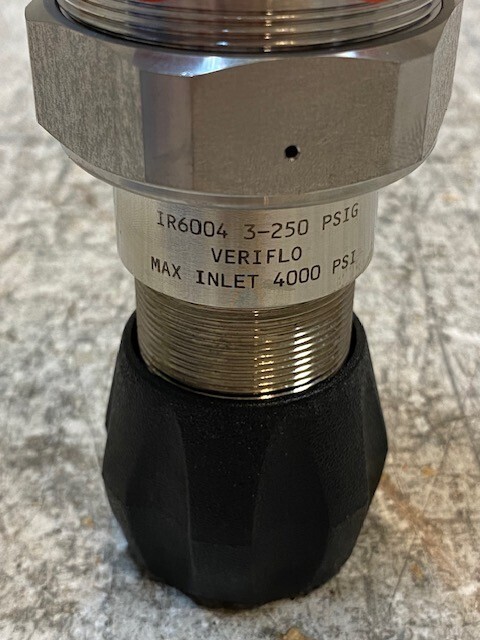 IR6004 3-250 PSIG
VERIFLO
MAX INLET 4000 PSI